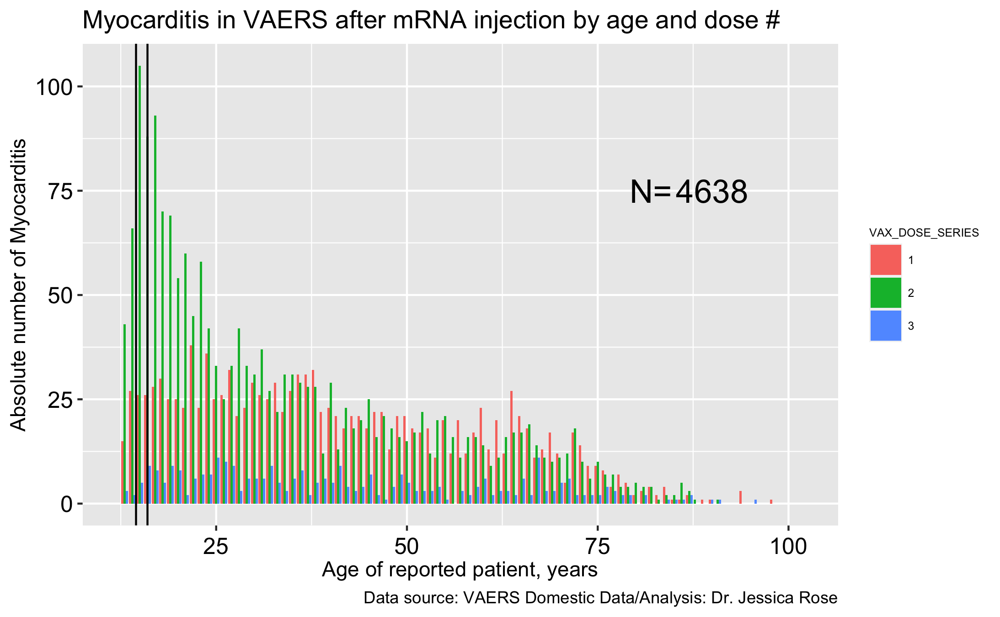 Myocarditis in VAERS after mRNA injection by age and dose #
Absolute number of Myocarditis
100
75
50
25
0
N=4638
VAX_DOSE_SERIES
1
2
3
25
50
75
100
Age of reported patient, years
Data source: VAERS Domestic Data/Analysis: Dr. Jessica Rose